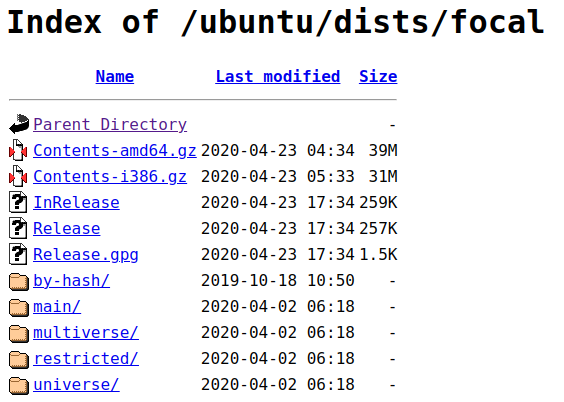 Index of /ubuntu/dists/focal
Name Last modified Size
Parent Directory -
Contents-amd64.gz 2020-04-23 04:34 39M
Contents-i386.gz 2020-04-23 05:33 31M
InRelease 2020-04-23 17:34 259K
Release 2020-04-23 17:34 257K
Release.gpg 2020-04-23 17:34 1.5K
by-hash/ 2019-10-18 10:50 -
main/ 2020-04-02 06:18 -
multiverse/ 2020-04-02 06:18 -
restricted/ 2020-04-02 06:18 -
universe/ 2020-04-02 06:18 -